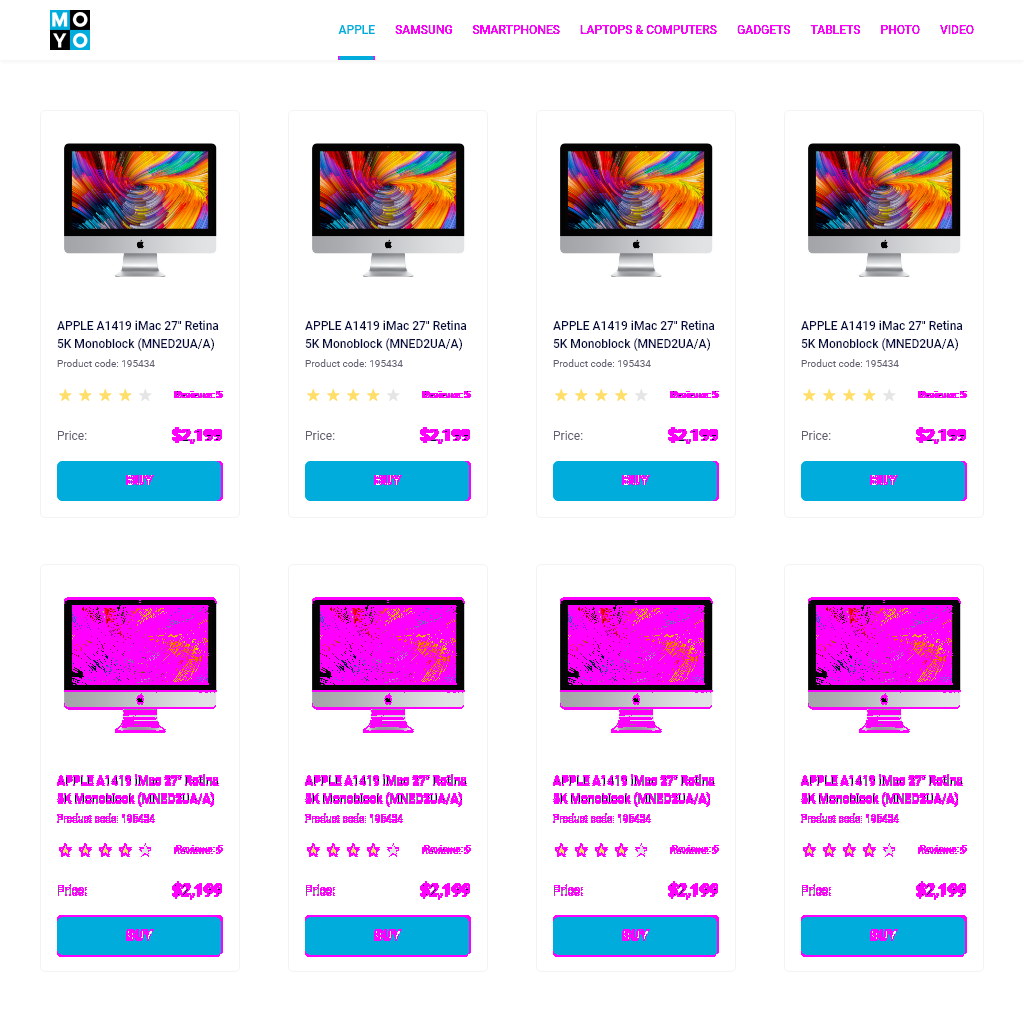 MO
YO
APPLE SAMSUNG SMARTPHONES LAPTOPS & COMPUTERS GADGETS TABLETS PHOTO VIDEO
APPLE A1419 iMac 27" Retina APPLE A1419 iMac 27" Retina APPLE A1419 iMac 27" Retina APPLE A1419 iMac 27" Retina
5K Monoblock (MNED2UA/A) 5K Monoblock (MNED2UA/A) 5K Monoblock (MNED2UA/A) 5K Monoblock (MNED2UA/A)
Product code: 195434 Product code: 195434 Product code: 195434 Product code: 195434
Reviews: 5 Reviews: 5 Reviews: 5 Reviews: 5
Price: $2,199 Price: $2,199 Price: $2,199 Price: $2,199
BUY BUY BUY BUY
APPLE A1419 iMac 27" Retina APPLE A1419 iMac 27" Retina APPLE A1419 iMac 27" Retina APPLE A1419 iMac 27" Retina
5K Monoblock (MNED2UA/A) 5K Monoblock (MNED2UA/A) 5K Monoblock (MNED2UA/A) 5K Monoblock (MNED2UA/A)
Product code: 195434 Product code: 195434 Product code: 195434 Product code: 195434
Reviews: 5 Reviews: 5 Reviews: 5 Reviews: 5
Price: $2,199 Price: $2,199 Price: $2,199 Price: $2,199
BUY BUY BUY BUY